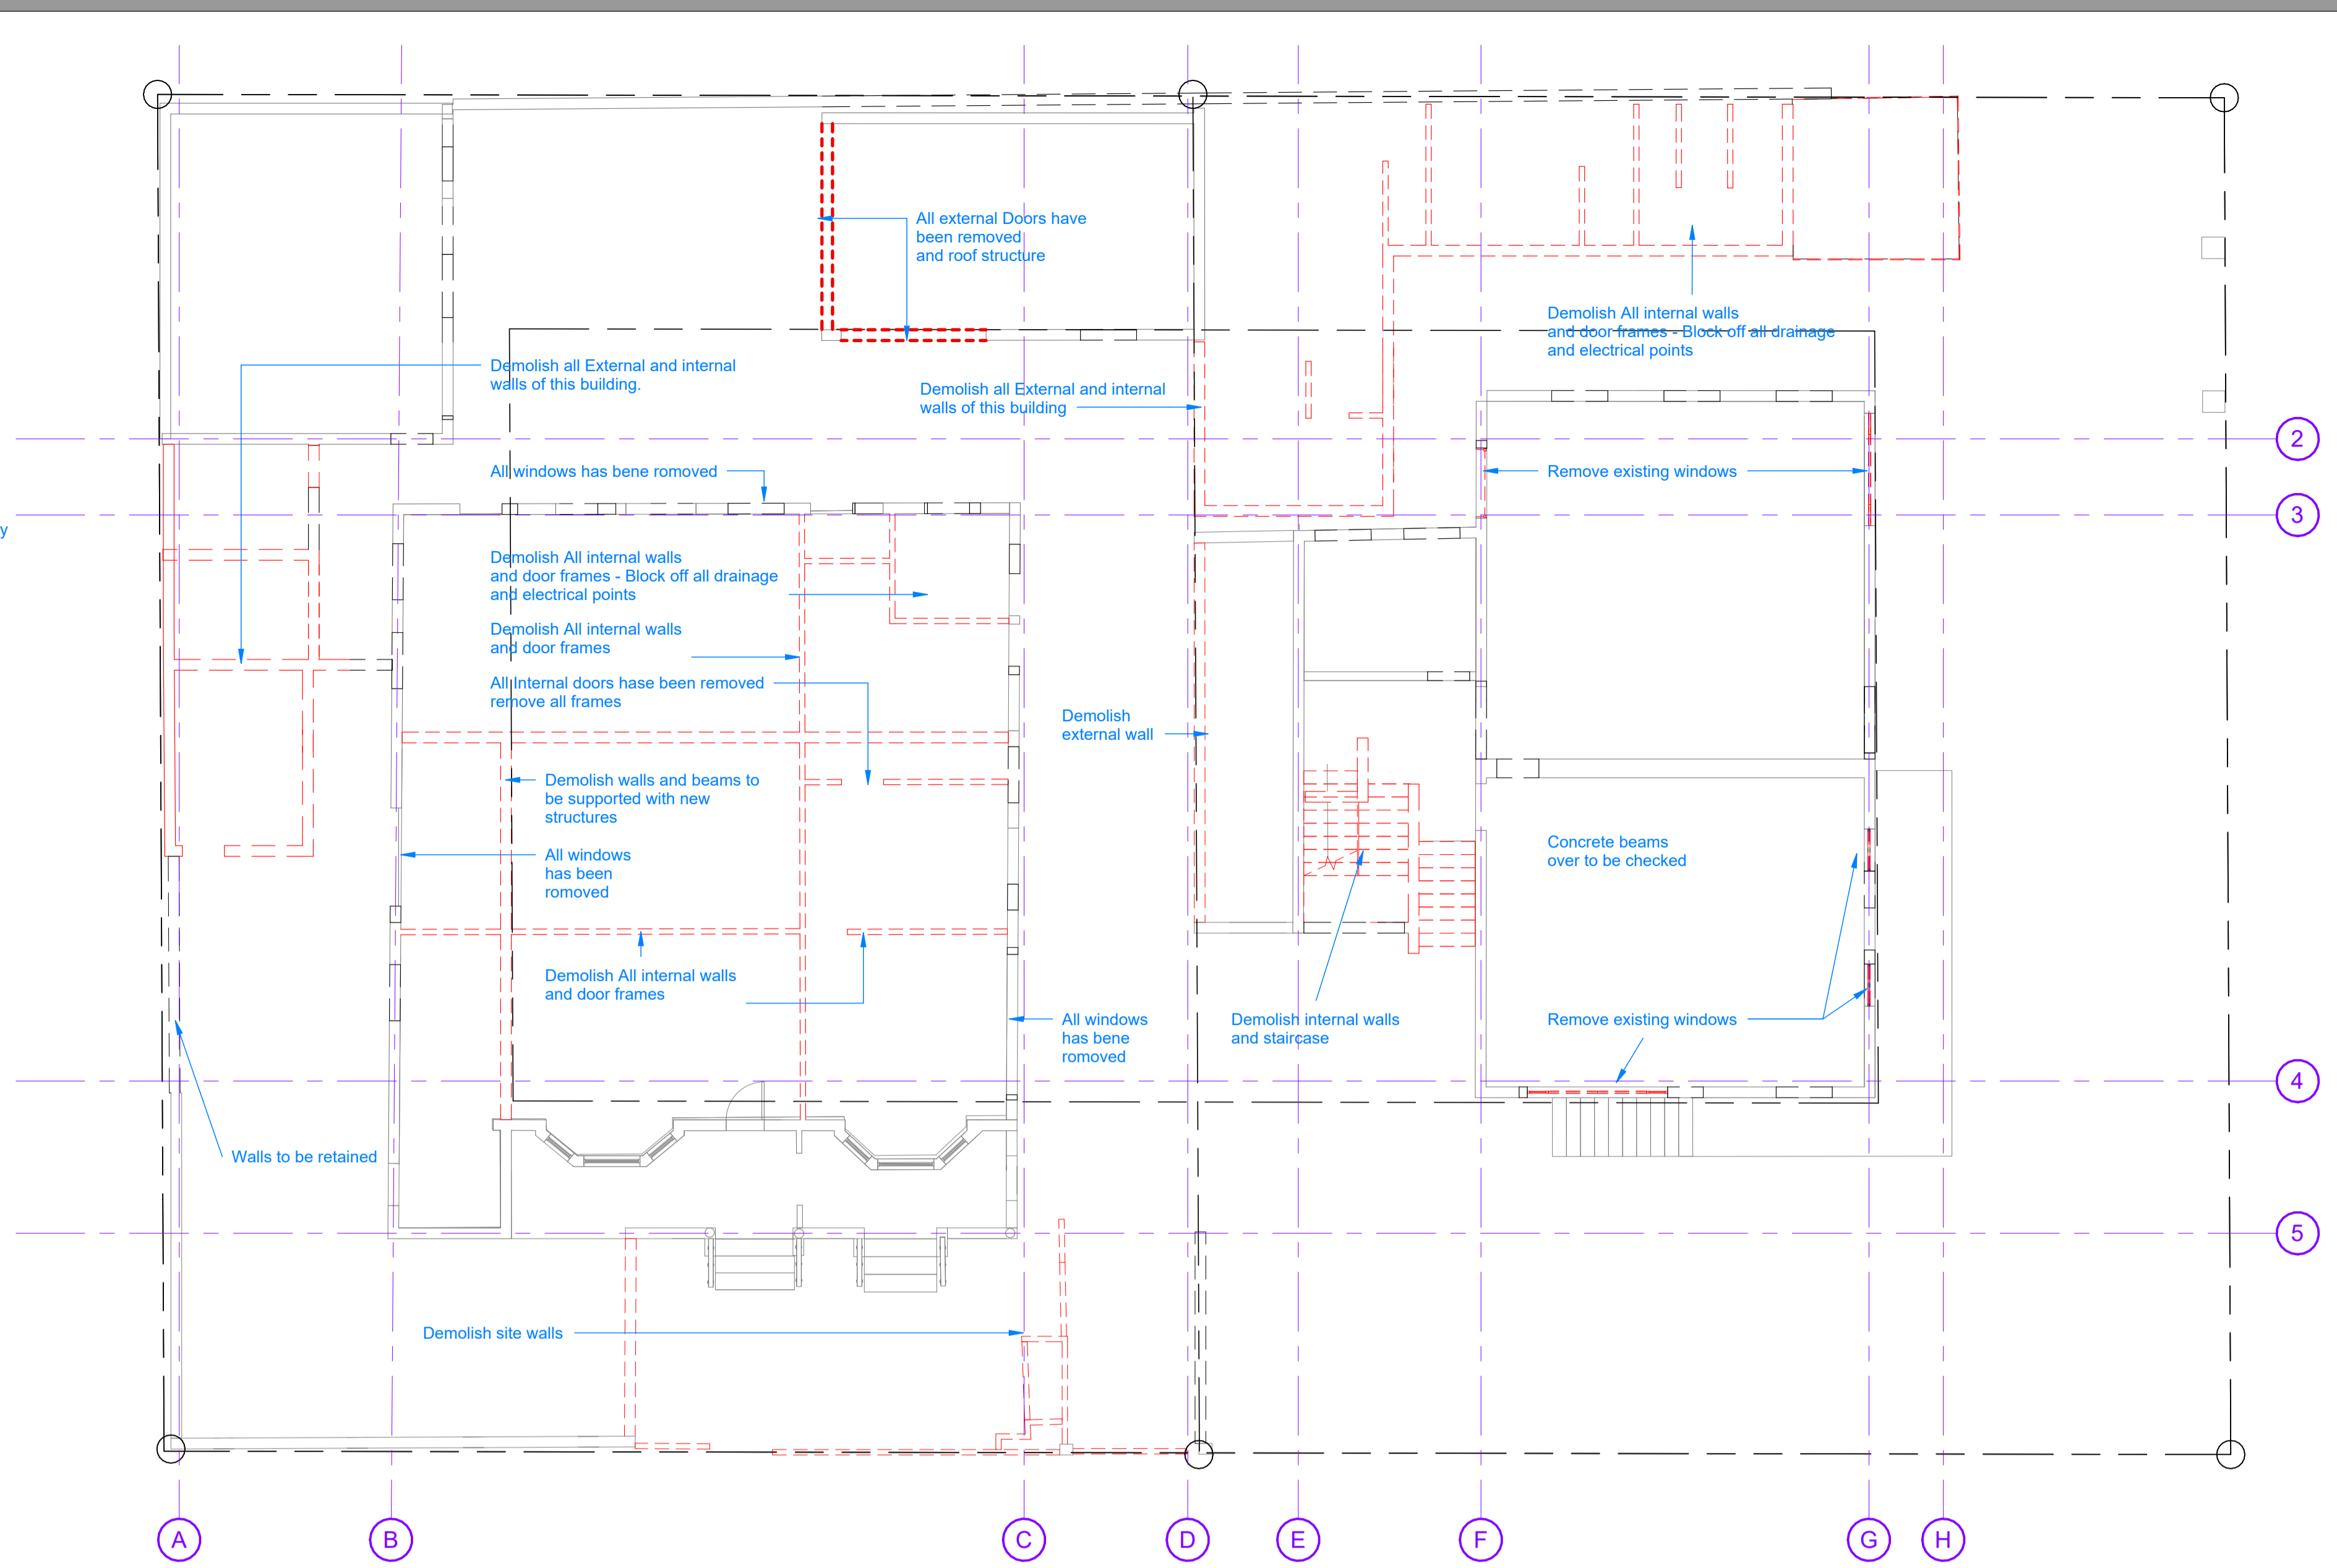 All external Doors have
been removed
and roof structure
Demolish All internal walls
and door frames - Block off all drainage
and electrical points
Demolish all External and internal
walls of this building.
Demolish all External and internal
walls of this building
2
All windows has bene romoved
Remove existing windows
3
y
Demolish All internal walls
and door frames - Block off all drainage
and electrical points
Demolish All internal walls
and door frames
All Internal doors hase been removed
remove all frames
Demolish
external wall
Demolish walls and beams to
be supported with new
structures
All windows
has been
romoved
Concrete beams
over to be checked
Demolish All internal walls
and door frames
All windows
has bene
romoved
Demolish internal walls
and staircase
Remove existing windows
4
Walls to be retained
5
Demolish site walls
A
B
C
D
E
F
G
H